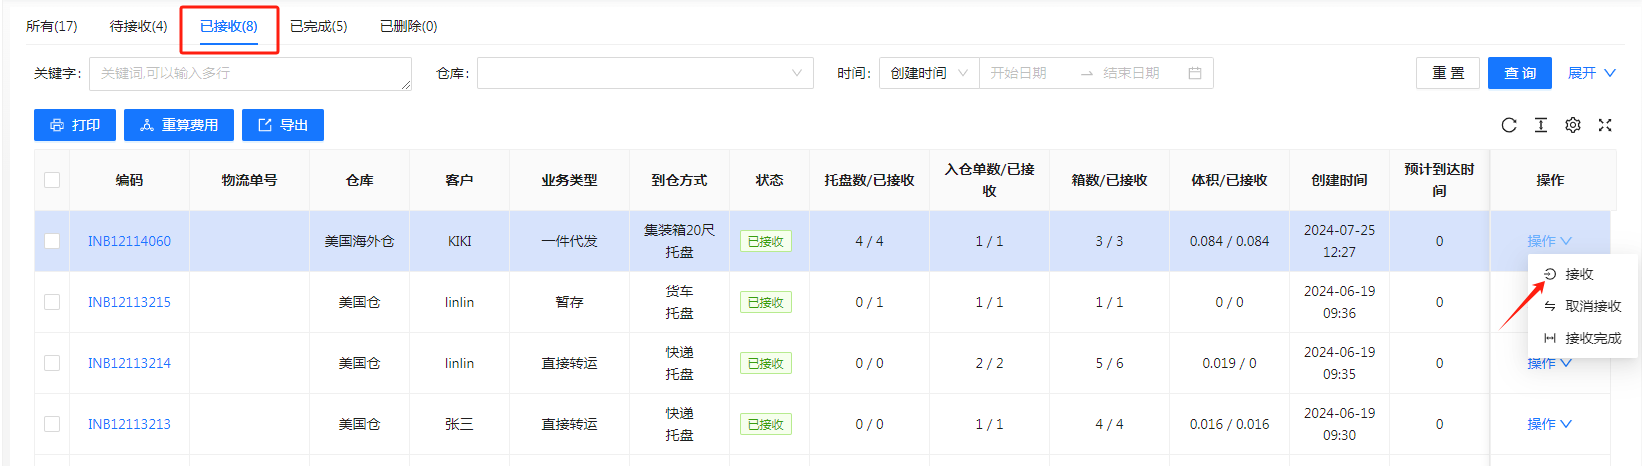 所有(17) 待接收(4) 已接收(8) 已完成(5) 已删除(0)
关键字: 关键词,可以输入多行 仓库: 时间: 创建时间 开始日期 → 结束日期 重 置 查 询 展开
打印 重算费用 导出
编码 物流单号 仓库 客户 业务类型 到仓方式 状态 托盘数/已接收 入仓单数/已接
收 箱数/已接收 体积/已接收 创建时间 预计到达时
间 操作
INB12114060 美国海外仓 KIKI 一件代发 集装箱20尺
托盘 已接收 4 / 4 1 / 1 3 / 3 0.084 / 0.084 2024-07-25
12:27 0 操作
接收
取消接收
接收完成
INB12113215 美国仓 linlin 暂存 货车
托盘 已接收 0 / 1 1 / 1 1 / 1 0 / 0 2024-06-19
09:36 0
INB12113214 美国仓 linlin 直接转运 快递
托盘 已接收 0 / 0 2 / 2 5 / 6 0.019 / 0 2024-06-19
09:35 0 操作
INB12113213 美国仓 张三 直接转运 快递
托盘 已接收 0 / 0 1 / 1 4 / 4 0.016 / 0.016 2024-06-19
09:30 0 操作